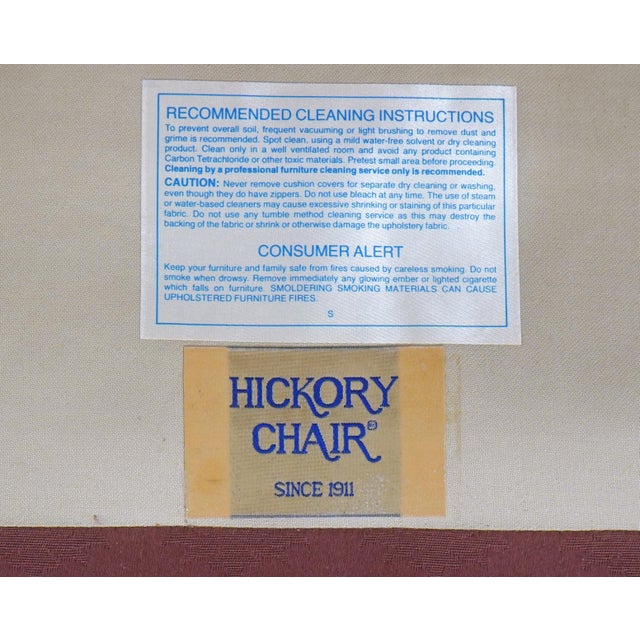 RECOMMENDED CLEANING INSTRUCTIONS
To prevent overall soil, frequent vacuuming or light brushing to remove dust and
grime is recommended. Spot clean, using a mild water-free solvent or dry cleaning
product. Clean only in a well ventilated room and avoid any product containing
Carbon Tetrachloride or other toxic materials. Pretest small area before proceeding.
Cleaning by a professional furniture cleaning service only is recommended.
CAUTION: Never remove cushion covers for separate dry cleaning or washing,
even though they do have zippers. Do not use bleach at any time. The use of steam
or water-based cleaners may cause excessive shrinking or staining of this particular
fabric. Do not use any tumble method cleaning service as this may destroy the
backing of the fabric or shrink or otherwise damage the upholstery fabric.
CONSUMER ALERT
Keep your furniture and family safe from fires caused by careless smoking. Do not
smoke when drowsy. Remove immediately any glowing ember or lighted cigarette
which falls on furniture. SMOLDERING SMOKING MATERIALS CAN CAUSE
UPHOLSTERED FURNITURE FIRES.
S
HICKORY
CHAIR®
SINCE 1911